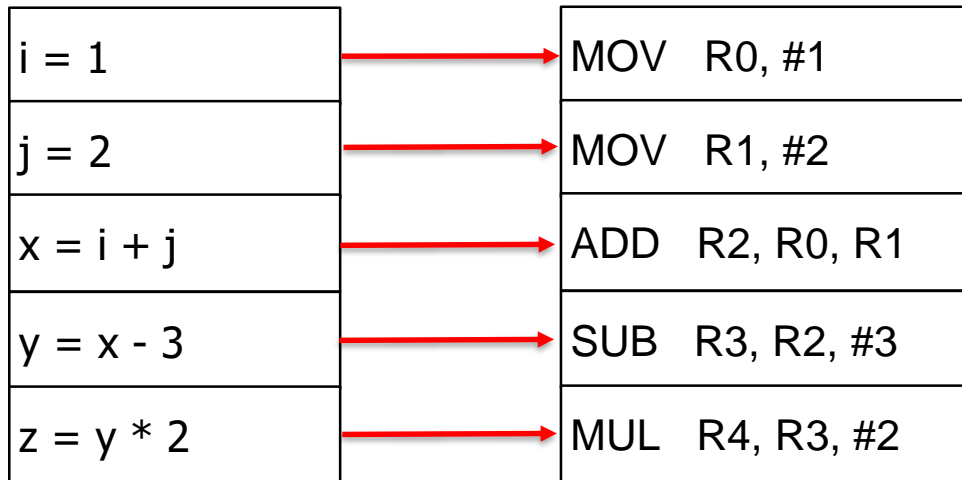 i = 1 MOV R0, #1
j = 2 MOV R1, #2
x = i + j ADD R2, R0, R1
y = x - 3 SUB R3, R2, #3
z = y * 2 MUL R4, R3, #2